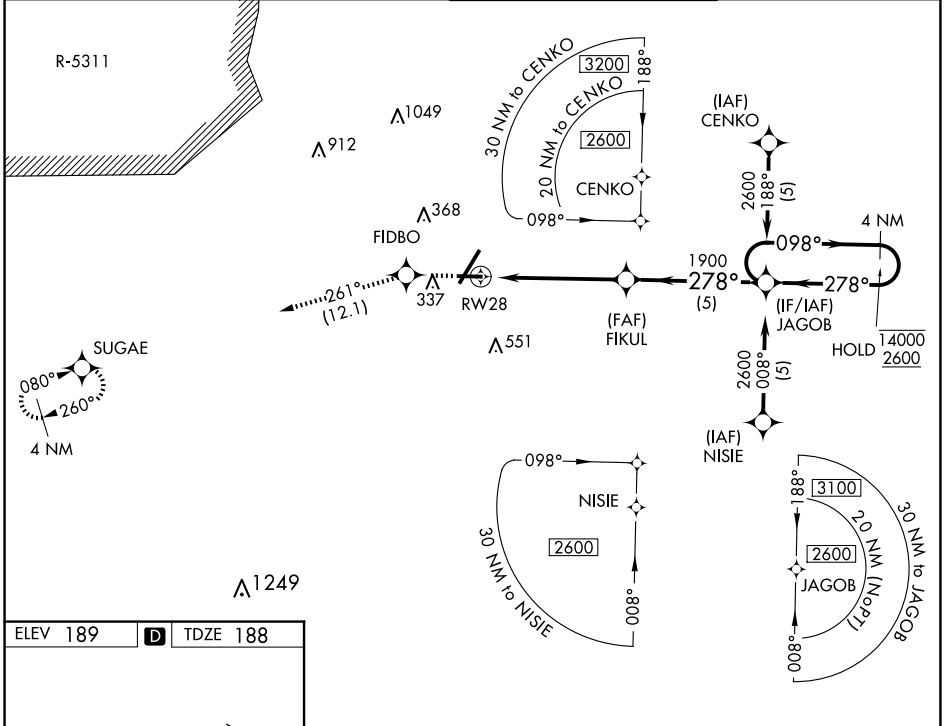 R-5311
1049
912
368
FIDBO
337
RW28
261°
(12.1)
551
SUGAE
080°
260°
4 NM
1249
30 NM to CENKO
3200
188°
20 NM to CENKO
2600
CENKO
098°
(IAF)
CENKO
2600
188°
(5)
4 NM
098°
1900
278°
(5)
278°
(FAF)
FIKUL
(IF/IAF)
JAGOB
HOLD
14000
2600
2600
008°
(5)
(IAF)
NISIE
098°
NISIE
2600
30 NM to NISIE
008°
188°
3100
20 NM (NoPT)
30 NM to JAGOB
2600
JAGOB
008°
ELEV 189 D TDZE 188